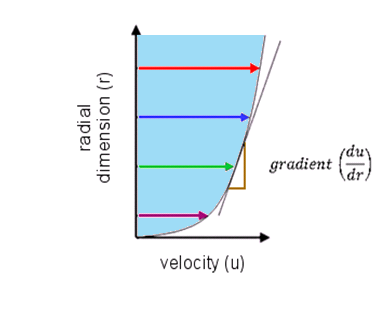 radial
dimension (r)
gradient (du/dr)
velocity (u)